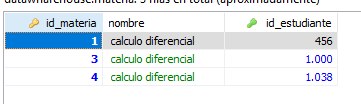 id_materia nombre id_estudiante
1 calculo diferencial 456
3 calculo diferencial 1.000
4 calculo diferencial 1.038